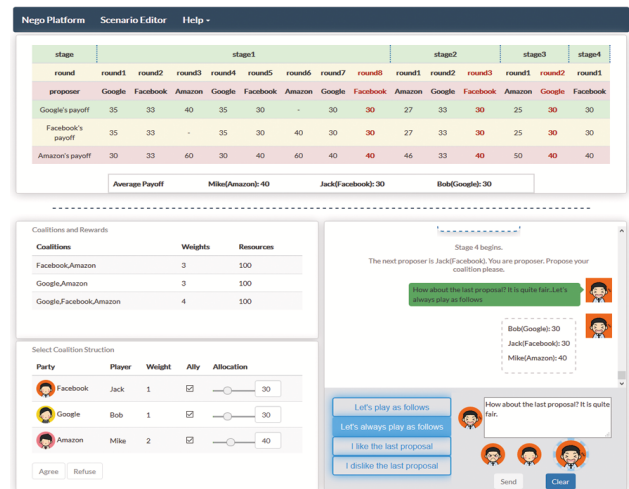 Nego Platform Scenario Editor Help
stage stage1 stage2 stage3 stage4
round round1 round2 round3 round4 round5 round6 round7 round8 round1 round2 round3 round1 round2 round1
proposer Google Facebook Amazon Google Facebook Amazon Google Facebook Amazon Google Facebook Amazon Google Facebook
Google's payoff 35 33 40 35 30 - 30 30 27 33 30 25 30 30
Facebook's
payoff 35 33 - 35 30 40 30 30 27 33 30 25 30 30
Amazon's payoff 30 33 60 30 40 60 40 40 46 33 40 50 40 40
Average Payoff Mike(Amazon): 40 Jack(Facebook): 30 Bob(Google): 30
Coalitions and Rewards
Coalitions Weights Resources
Facebook,Amazon 3 100
Google,Amazon 3 100
Google,Facebook,Amazon 4 100
Select Coalition Struction
Party Player Weight Ally Allocation
Facebook Jack 1 30
Google Bob 1 30
Amazon Mike 2 40
Agree Refuse
Stage 4 begins.
The next proposer is Jack(Facebook). You are proposer. Propose your
coalition please.
How about the last proposal? It is quite fair.Let's
always play as follows
Bob(Google): 30
Jack(Facebook): 30
Mike(Amazon): 40
Let's play as follows
Let's always play as follows
I like the last proposal
I dislike the last proposal
How about the last proposal? It is quite
fair.
Send Clear